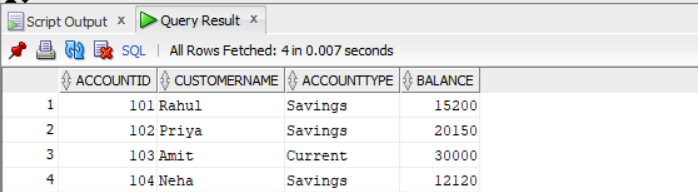 Script Output x Query Result x
SQL | All Rows Fetched: 4 in 0.007 seconds
ACCOUNTID CUSTOMERNAME ACCOUNTTYPE BALANCE
1 101 Rahul Savings 15200
2 102 Priya Savings 20150
3 103 Amit Current 30000
4 104 Neha Savings 12120